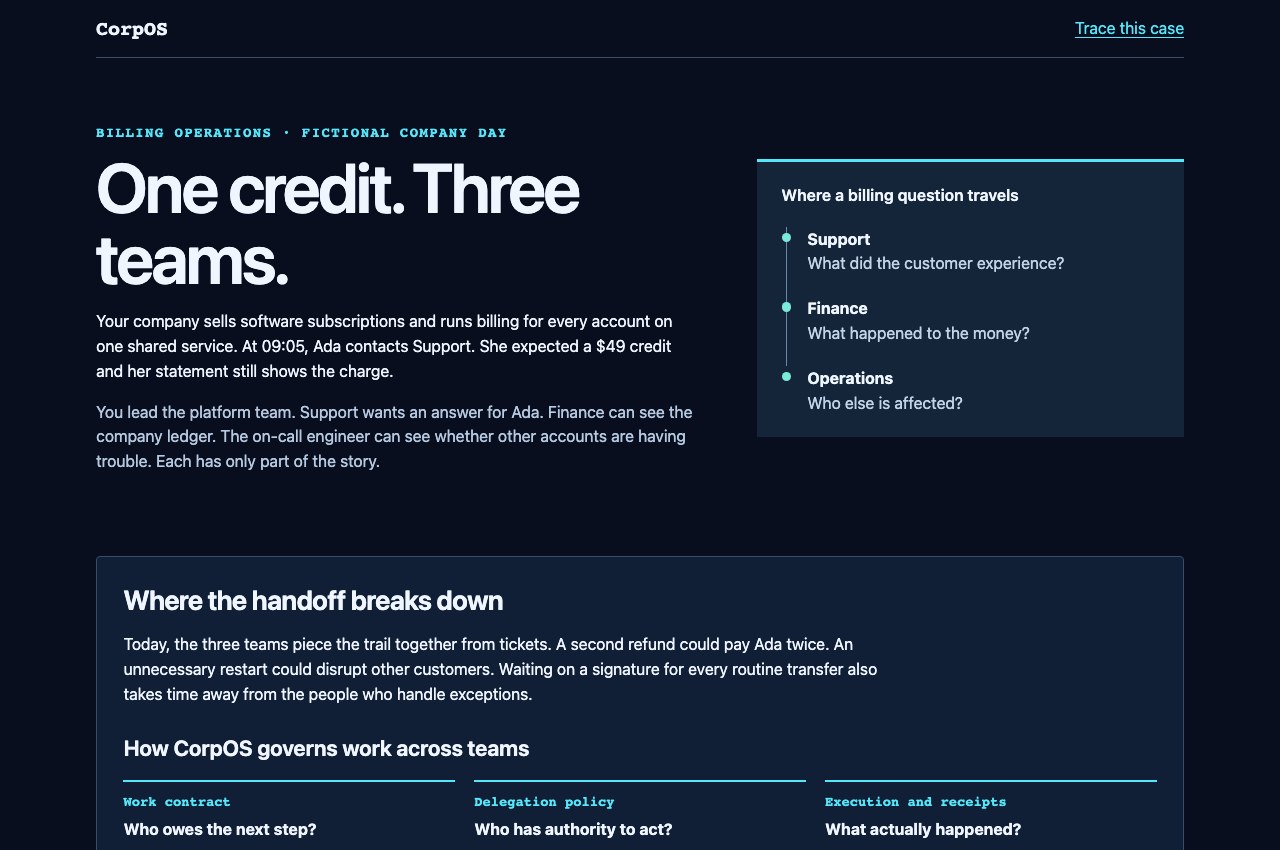 CorpOS
Trace this case
BILLING OPERATIONS · FICTIONAL COMPANY DAY
One credit. Three
teams.
Your company sells software subscriptions and runs billing for every account on
one shared service. At 09:05, Ada contacts Support. She expected a $49 credit
and her statement still shows the charge.
You lead the platform team. Support wants an answer for Ada. Finance can see the
company ledger. The on-call engineer can see whether other accounts are having
trouble. Each has only part of the story.
Where a billing question travels
Support
What did the customer experience?
Finance
What happened to the money?
Operations
Who else is affected?
Where the handoff breaks down
Today, the three teams piece the trail together from tickets. A second refund could pay Ada twice. An
unnecessary restart could disrupt other customers. Waiting on a signature for every routine transfer also
takes time away from the people who handle exceptions.
How CorpOS governs work across teams
Work contract
Who owes the next step?
Delegation policy
Who has authority to act?
Execution and receipts
What actually happened?